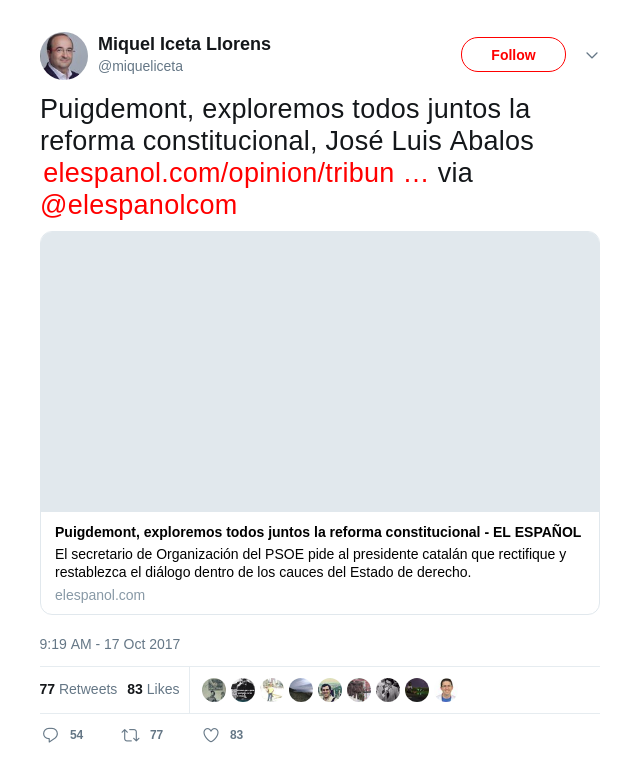 Miquel Iceta Llorens
@miqueliceta
Follow
Puigdemont, exploremos todos juntos la
reforma constitucional, José Luis Abalos
elespanol.com/opinion/tribun … via
@elespanolcom
Puigdemont, exploremos todos juntos la reforma constitucional - EL ESPAÑOL
El secretario de Organización del PSOE pide al presidente catalán que rectifique y
restablezca el diálogo dentro de los cauces del Estado de derecho.
elespanol.com
9:19 AM - 17 Oct 2017
77 Retweets 83 Likes
54 77 83